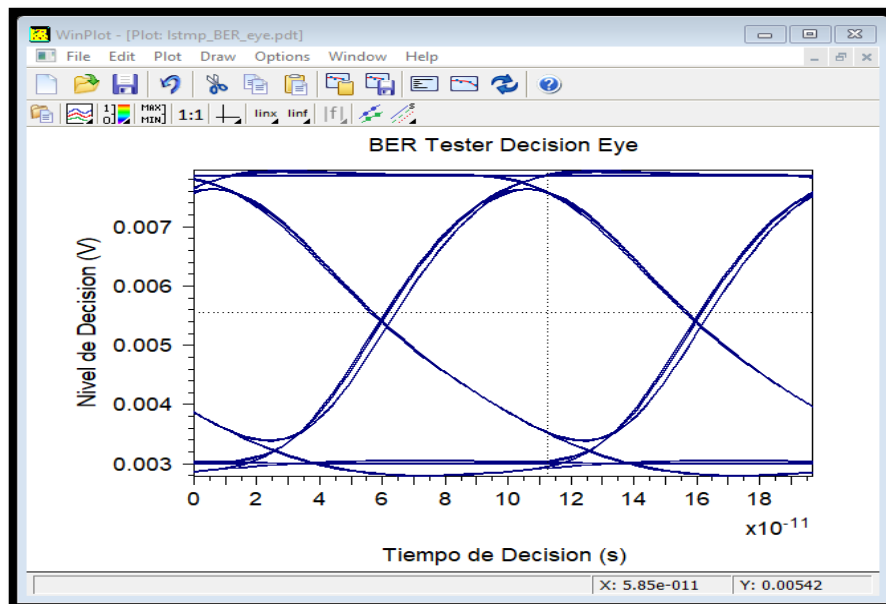 WinPlot - [Plot: lstmp_BER_eye.pdt]
File Edit Plot Draw Options Window Help
MAX MIN 1:1 linx linf |f| s
BER Tester Decision Eye
Nivel de Decision (V)
0.007
0.006
0.005
0.004
0.003
0 2 4 6 8 10 12 14 16 18
x10-11
Tiempo de Decision (s)
X: 5.85e-011 Y: 0.00542